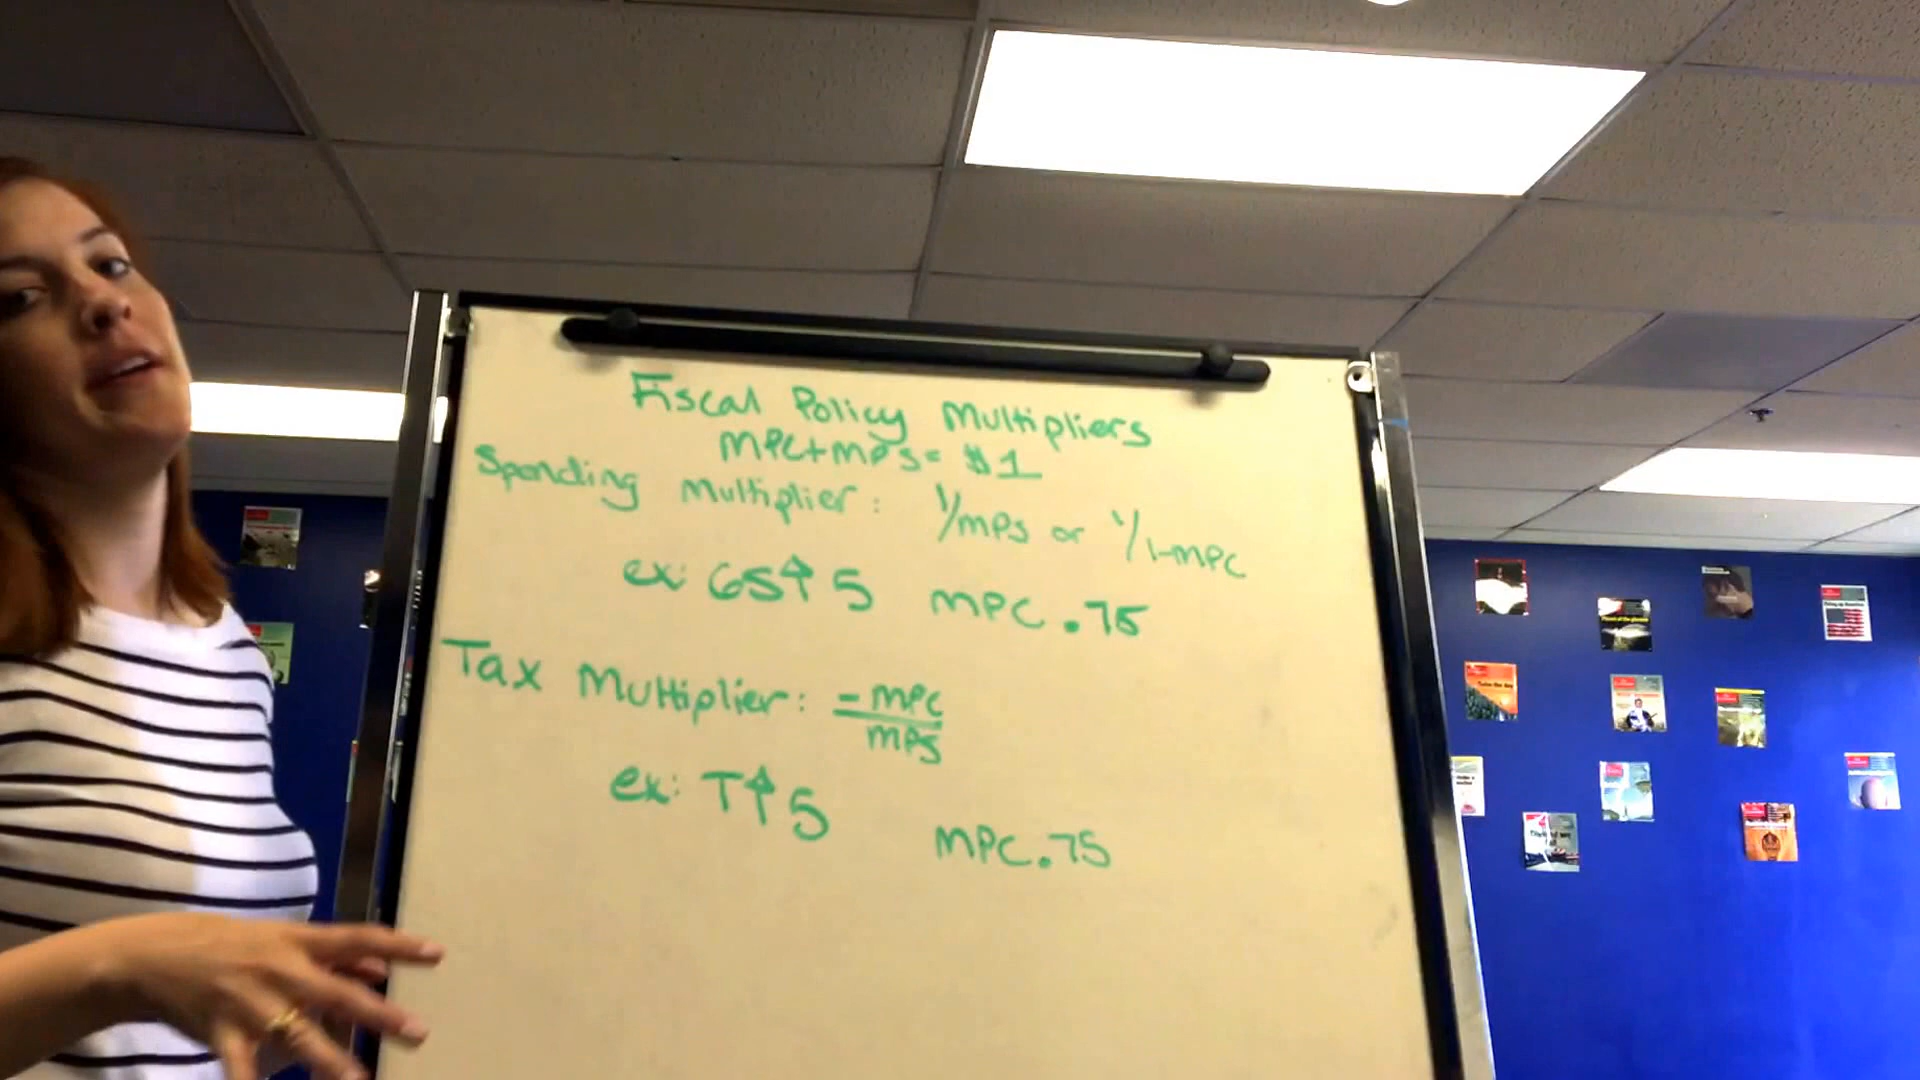 Fiscal Policy Multipliers
MPC+MPS= $1
Spending Multiplier: 1/MPS or 1/1-MPC
ex: GS↑ 5 MPC .75
Tax Multiplier: -MPC/MPS
ex: T↑ 5 MPC .75